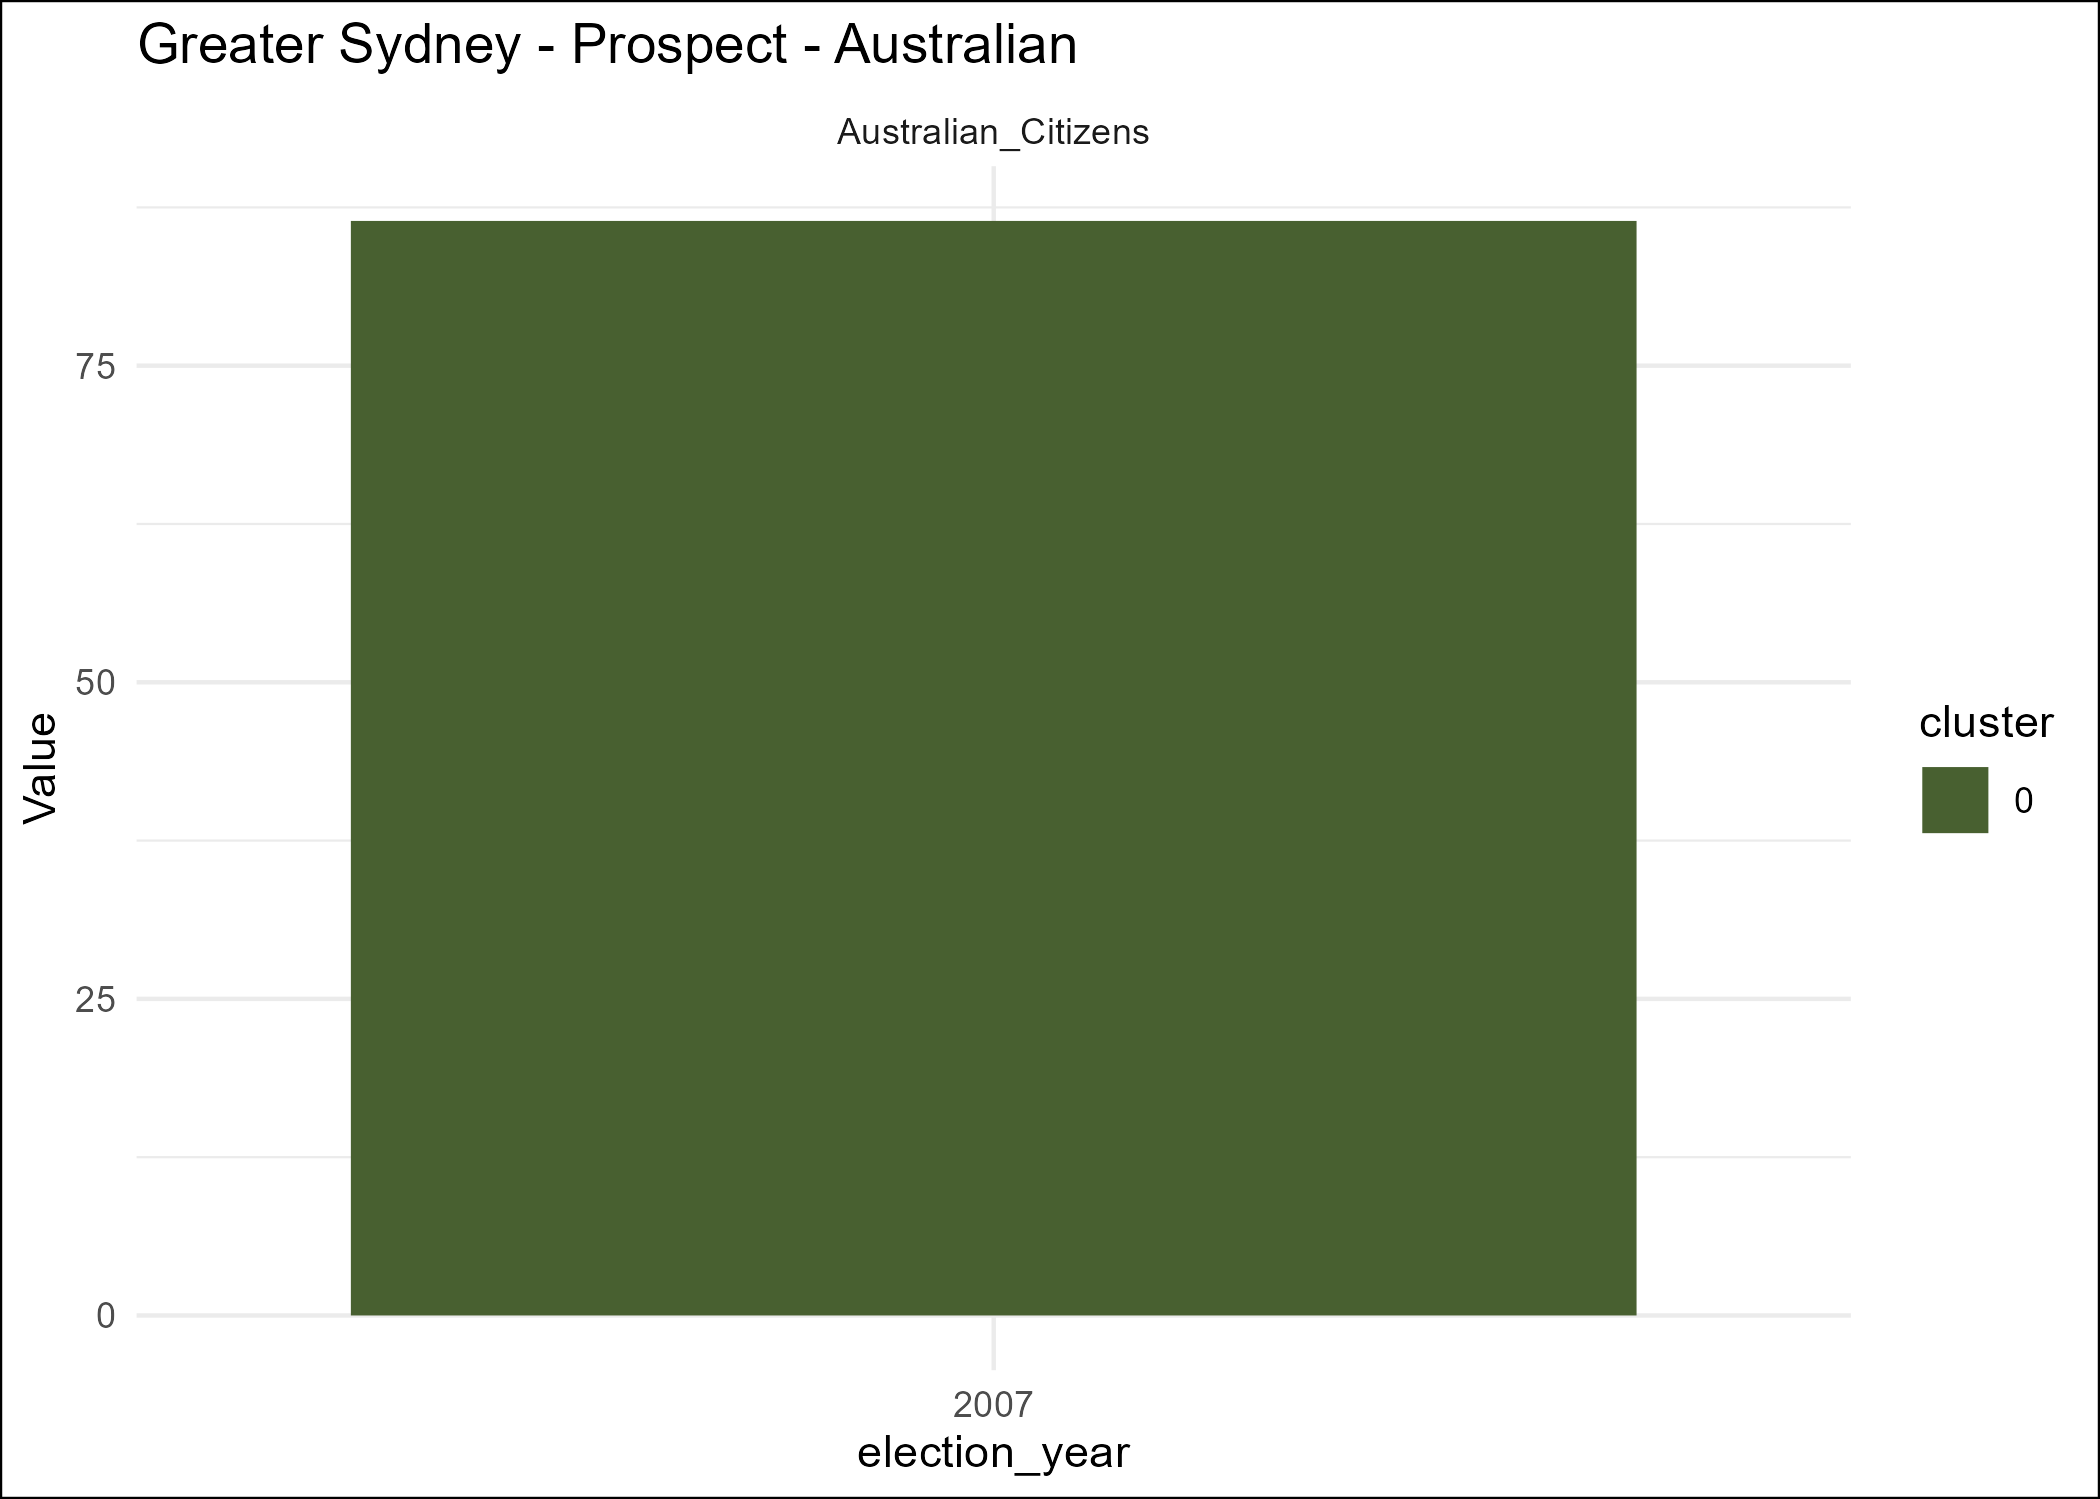 Greater Sydney - Prospect - Australian
Australian_Citizens
75
50
25
0
Value
2007
election_year
cluster
0